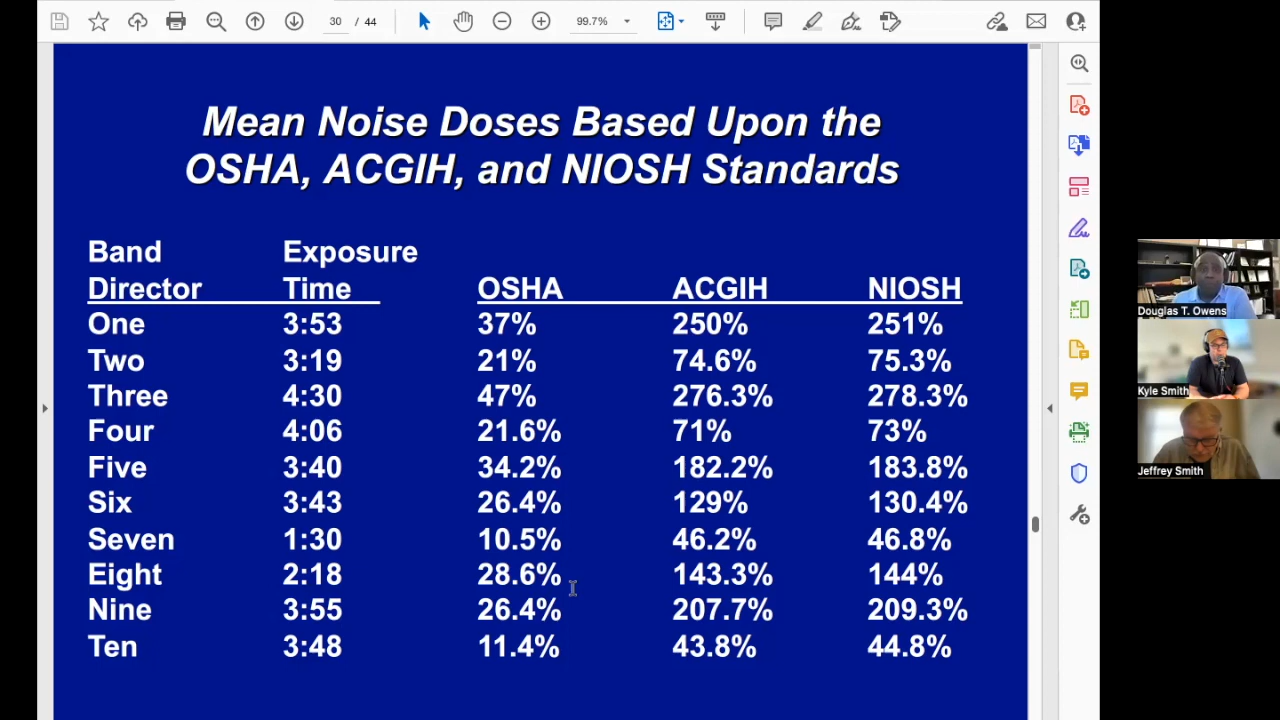 30 / 44
99.7%
Mean Noise Doses Based Upon the
OSHA, ACGIH, and NIOSH Standards
Band Exposure
Director Time OSHA ACGIH NIOSH
One 3:53 37% 250% 251%
Two 3:19 21% 74.6% 75.3%
Three 4:30 47% 276.3% 278.3%
Four 4:06 21.6% 71% 73%
Five 3:40 34.2% 182.2% 183.8%
Six 3:43 26.4% 129% 130.4%
Seven 1:30 10.5% 46.2% 46.8%
Eight 2:18 28.6% 143.3% 144%
Nine 3:55 26.4% 207.7% 209.3%
Ten 3:48 11.4% 43.8% 44.8%
Douglas T. Owens
Kyle Smith
Jeffrey Smith